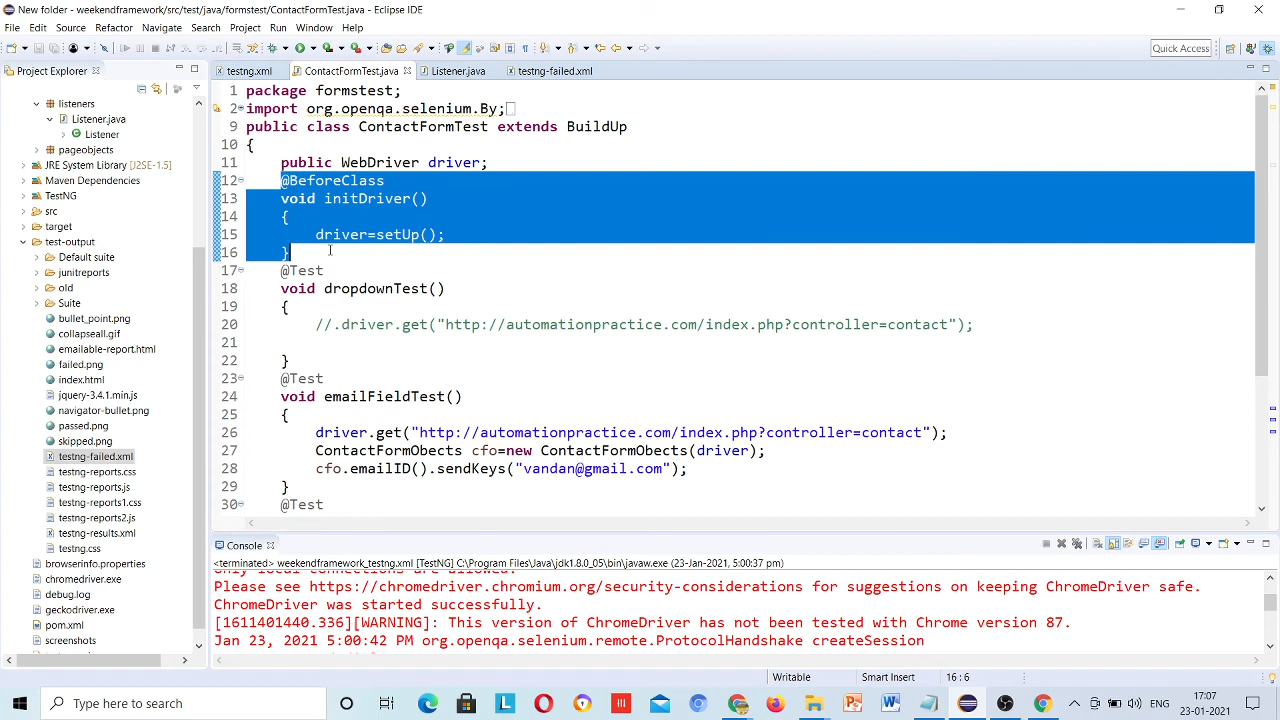 New folder - weekendframework/src/test/java/formstest/ContactFormTest.java - Eclipse IDE
File Edit Source Refactor Navigate Search Project Run Window Help
Quick Access
Project Explorer
testng.xml ContactFormTest.java Listener.java testng-failed.xml
listeners
Listener.java
Listener
pageobjects
JRE System Library [J2SE-1.5]
Maven Dependencies
TestNG
src
target
test-output
Default suite
junitreports
old
Suite
bullet_point.png
collapseall.gif
emailable-report.html
failed.png
index.html
jquery-3.4.1.min.js
navigator-bullet.png
passed.png
skipped.png
testng-failed.xml
testng-reports.css
testng-reports.js
testng-reports1.css
testng-reports2.js
testng-results.xml
testng.css
browserinfo.properties
chromedriver.exe
debug.log
geckodriver.exe
pom.xml
screenshots
1 package formstest;
2 import org.openqa.selenium.By;
9 public class ContactFormTest extends BuildUp
10 {
11 public WebDriver driver;
12 @BeforeClass
13 void initDriver()
14 {
15 driver=setUp();
16 }
17 @Test
18 void dropdownTest()
19 {
20 //.driver.get("http://automationpractice.com/index.php?controller=contact");
21
22 }
23 @Test
24 void emailFieldTest()
25 {
26 driver.get("http://automationpractice.com/index.php?controller=contact");
27 ContactFormObects cfo=new ContactFormObects(driver);
28 cfo.emailID().sendKeys("vandan@gmail.com");
29 }
30 @Test
Console
<terminated> weekendframework_testng.xml [TestNG] C:\Program Files\Java\jdk1.8.0_05\bin\javaw.exe (23-Jan-2021, 5:00:37 pm)
Only local connections are allowed.
Please see https://chromedriver.chromium.org/security-considerations for suggestions on keeping ChromeDriver safe.
ChromeDriver was started successfully.
[1611401440.336][WARNING]: This version of ChromeDriver has not been tested with Chrome version 87.
Jan 23, 2021 5:00:42 PM org.openqa.selenium.remote.ProtocolHandshake createSession
Writable Smart Insert 16 : 6
Type here to search
17:07
23-01-2021